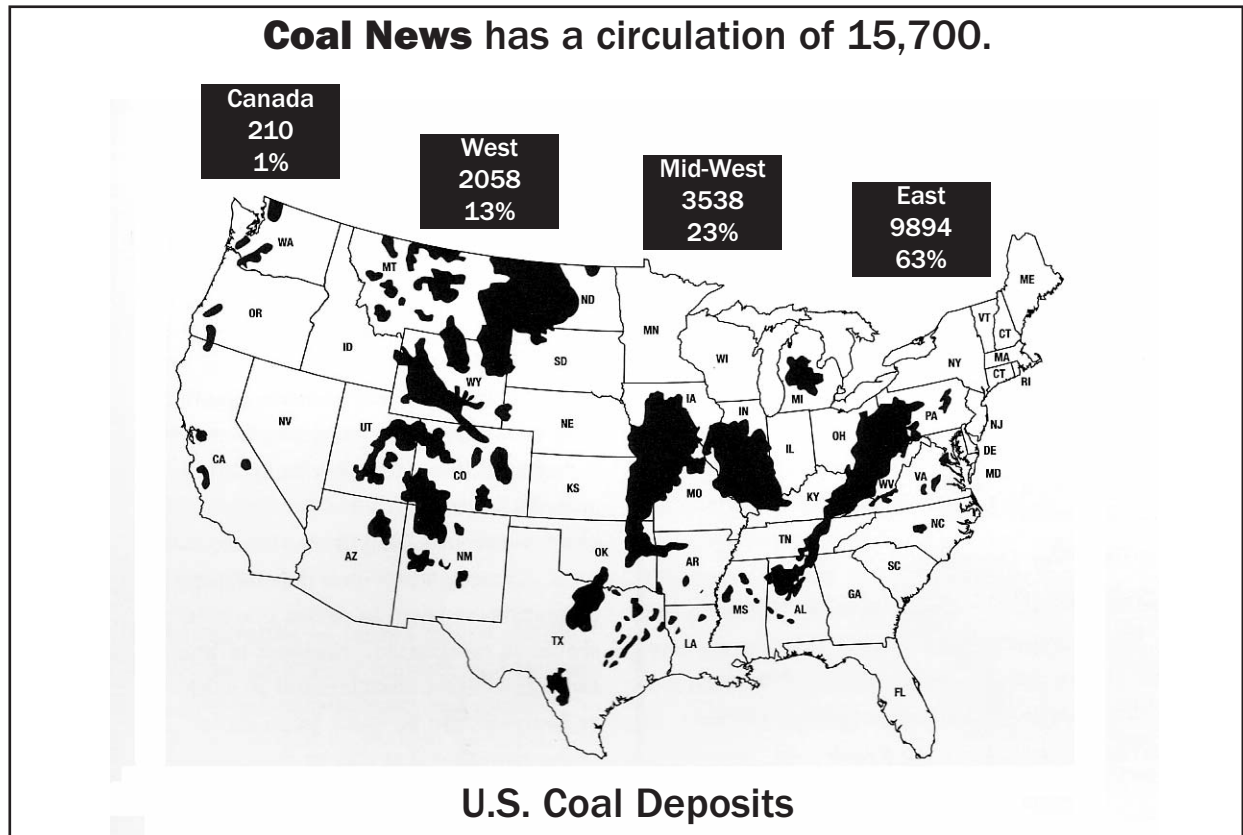 Coal News has a circulation of 15,700.
Canada
210
1%
West
2058
13%
Mid-West
3538
23%
East
9894
63%
WA
MT
ND
MN
ME
OR
ID
SD
WI
MI
VT
CT
NY
MA
CT
RI
WY
IA
NE
NV
UT
CO
IN
IL
OH
PA
NJ
DE
MD
CA
KS
MO
KY
WV
VA
AZ
NM
OK
AR
TN
NC
SC
TX
LA
MS
AL
GA
FL
U.S. Coal Deposits